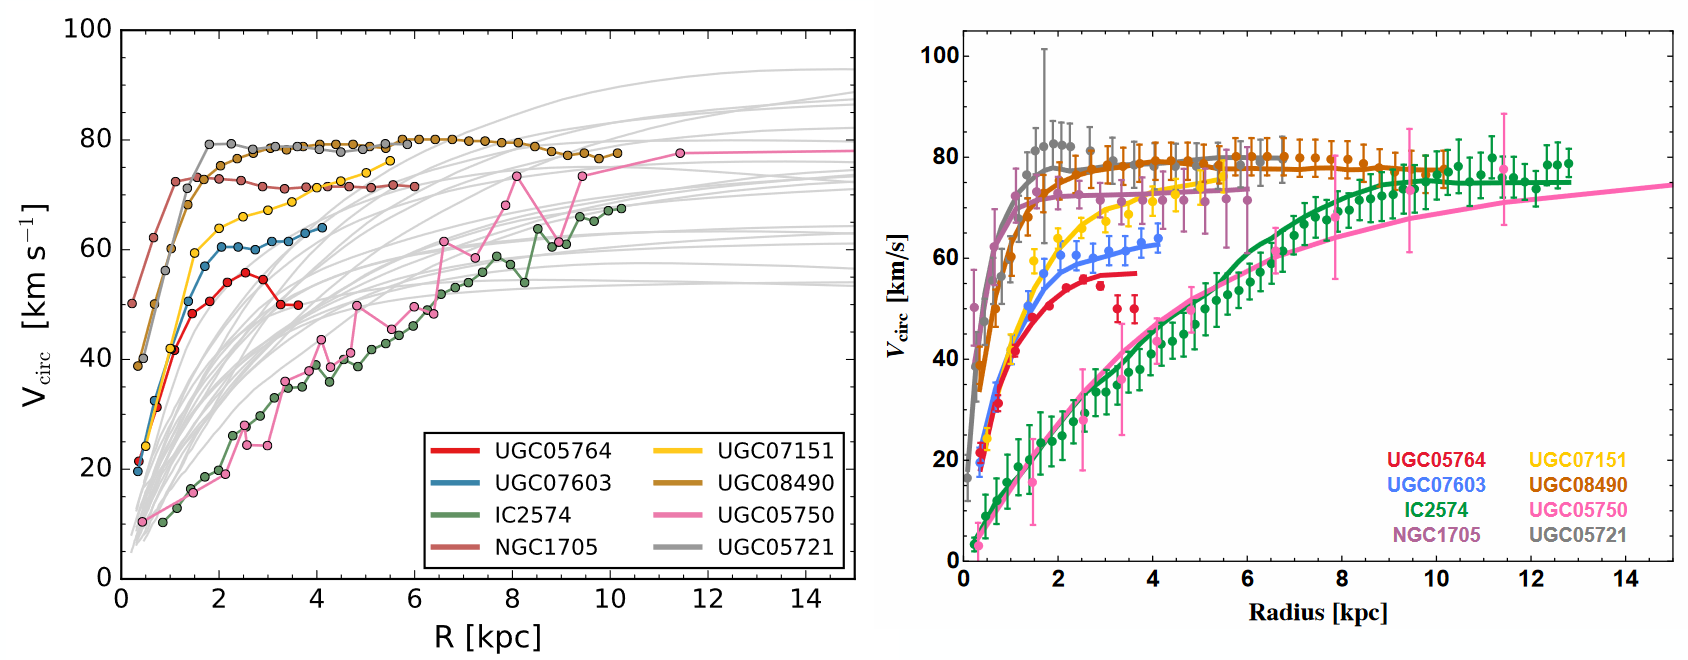 100
80
60
40
20
0
0 2 4 6 8 10 12 14
V_circ [km s⁻¹]
R [kpc]
UGC05764 UGC07151
UGC07603 UGC08490
IC2574 UGC05750
NGC1705 UGC05721
100
80
60
40
20
0
0 2 4 6 8 10 12 14
V_circ [km/s]
Radius [kpc]
UGC05764 UGC07151
UGC07603 UGC08490
IC2574 UGC05750
NGC1705 UGC05721